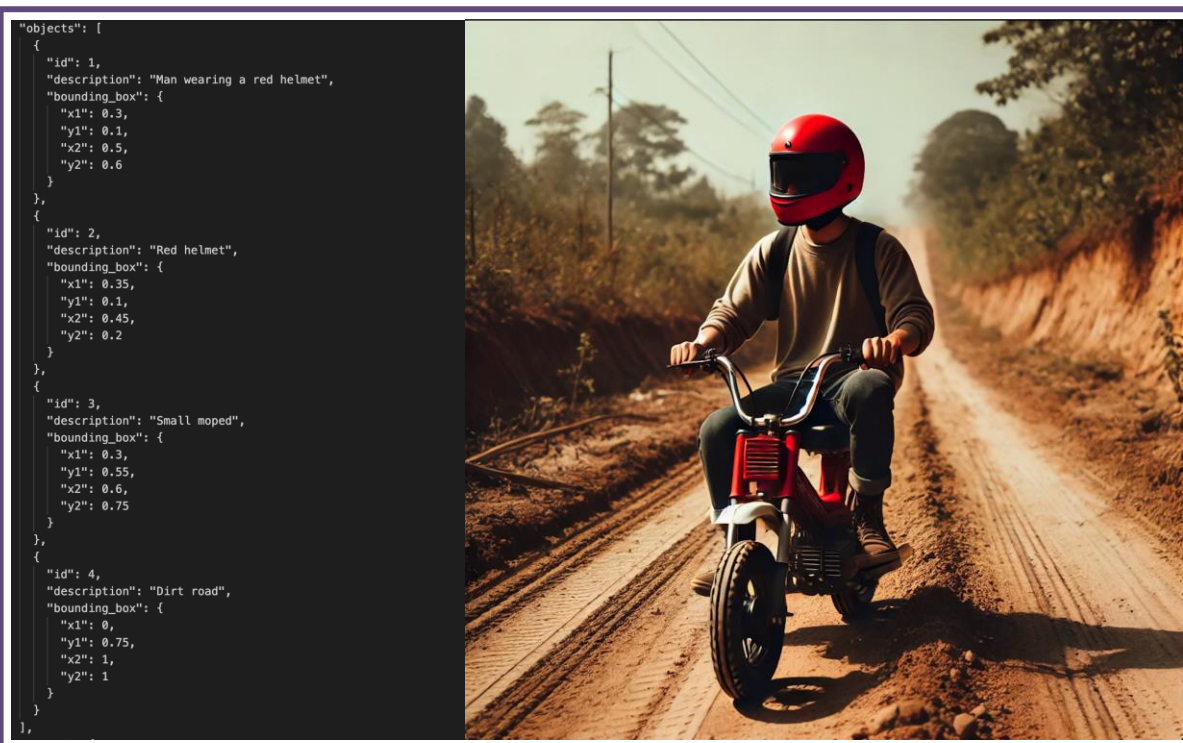 "objects": [
{
"id": 1,
"description": "Man wearing a red helmet",
"bounding_box": {
"x1": 0.3,
"y1": 0.1,
"x2": 0.5,
"y2": 0.6
}
},
{
"id": 2,
"description": "Red helmet",
"bounding_box": {
"x1": 0.35,
"y1": 0.1,
"x2": 0.45,
"y2": 0.2
}
},
{
"id": 3,
"description": "Small moped",
"bounding_box": {
"x1": 0.3,
"y1": 0.55,
"x2": 0.6,
"y2": 0.75
}
},
{
"id": 4,
"description": "Dirt road",
"bounding_box": {
"x1": 0,
"y1": 0.75,
"x2": 1,
"y2": 1
}
}
],